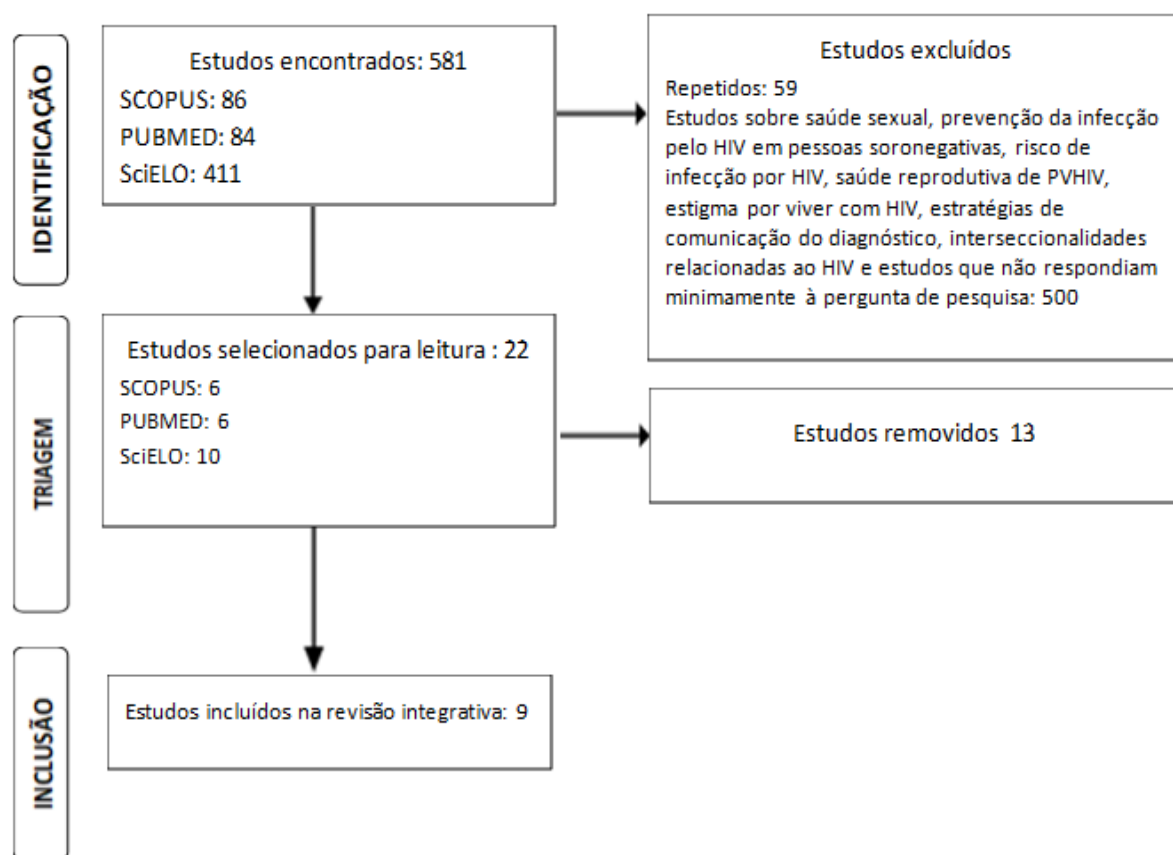 IDENTIFICAÇÃO
Estudos encontrados: 581
SCOPUS: 86
PUBMED: 84
SciELO: 411
Estudos excluídos
Repetidos: 59
Estudos sobre saúde sexual, prevenção da infecção
pelo HIV em pessoas soronegativas, risco de
infecção por HIV, saúde reprodutiva de PVHIV,
estigma por viver com HIV, estratégias de
comunicação do diagnóstico, interseccionalidades
relacionadas ao HIV e estudos que não respondiam
minimamente à pergunta de pesquisa: 500
TRIAGEM
Estudos selecionados para leitura : 22
SCOPUS: 6
PUBMED: 6
SciELO: 10
Estudos removidos 13
INCLUSÃO
Estudos incluídos na revisão integrativa: 9